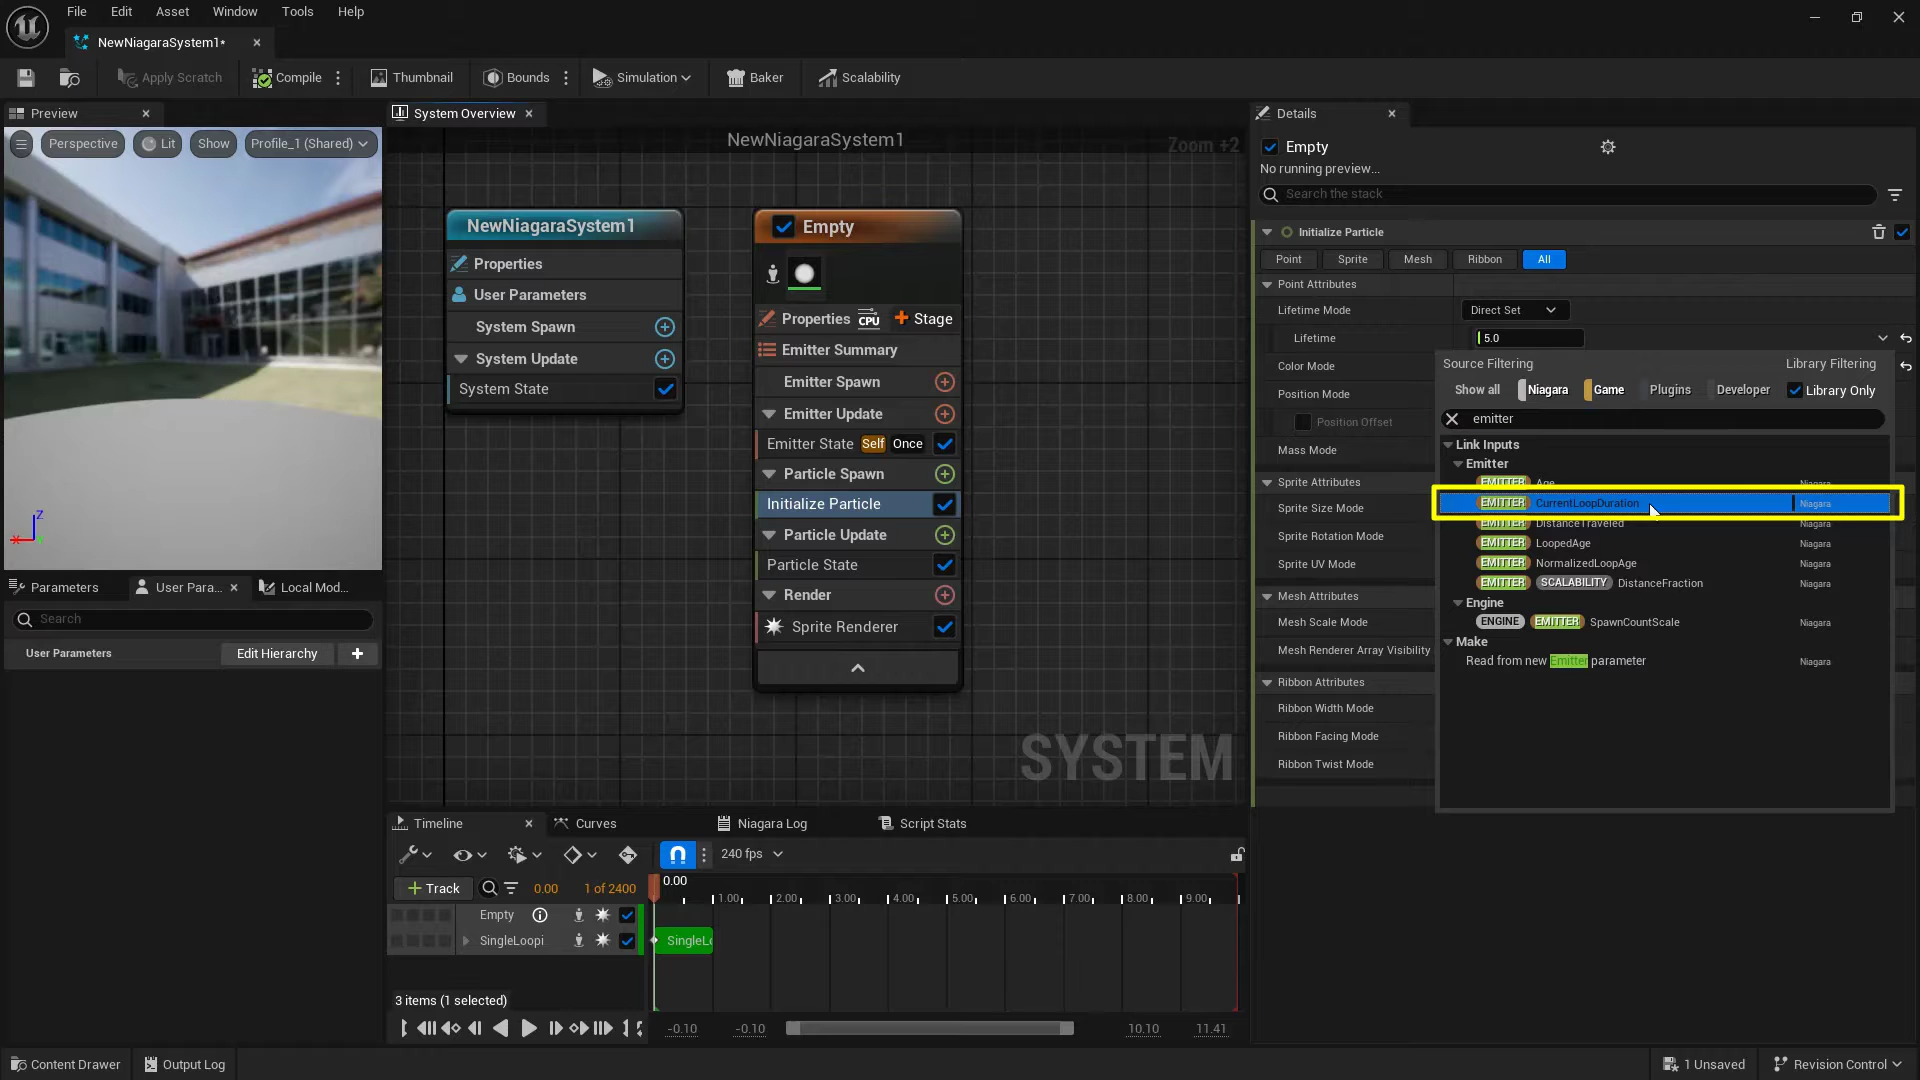 File Edit Asset Window Tools Help
NewNiagaraSystem1*
Apply Scratch Compile Thumbnail Bounds Simulation Baker Scalability
Preview
Perspective Lit Show Profile_1 (Shared)
Z
X
Parameters User Para... Local Mod...
Search
User Parameters Edit Hierarchy
System Overview
NewNiagaraSystem1
Zoom +2
NewNiagaraSystem1
Properties
User Parameters
System Spawn
System Update
System State
Empty
Properties CPU + Stage
Emitter Summary
Emitter Spawn
Emitter Update
Emitter State Self Once
Particle Spawn
Initialize Particle
Particle Update
Particle State
Render
Sprite Renderer
SYSTEM
Timeline Curves Niagara Log Script Stats
240 fps
+ Track 0.00 1 of 2400
0.00
1.00 2.00 3.00 4.00 5.00 6.00 7.00 8.00 9.00
Empty
SingleLoopi SingleLo
3 items (1 selected)
-0.10 -0.10 10.10 11.41
Details
Empty
No running preview...
Search the stack
Initialize Particle
Point Sprite Mesh Ribbon All
Point Attributes
Lifetime Mode Direct Set
Lifetime 5.0
Color Mode
Position Mode
Position Offset
Mass Mode
Sprite Attributes
Sprite Size Mode
Sprite Rotation Mode
Sprite UV Mode
Mesh Attributes
Mesh Scale Mode
Mesh Renderer Array Visibility
Ribbon Attributes
Ribbon Width Mode
Ribbon Facing Mode
Ribbon Twist Mode
Source Filtering Library Filtering
Show all Niagara Game Plugins Developer Library Only
emitter
Link Inputs
Emitter
EMITTER Age Niagara
EMITTER CurrentLoopDuration Niagara
EMITTER DistanceTraveled Niagara
EMITTER LoopedAge Niagara
EMITTER NormalizedLoopAge Niagara
EMITTER SCALABILITY DistanceFraction Niagara
Engine
ENGINE EMITTER SpawnCountScale Niagara
Make
Read from new Emitter parameter Niagara
Content Drawer Output Log 1 Unsaved Revision Control